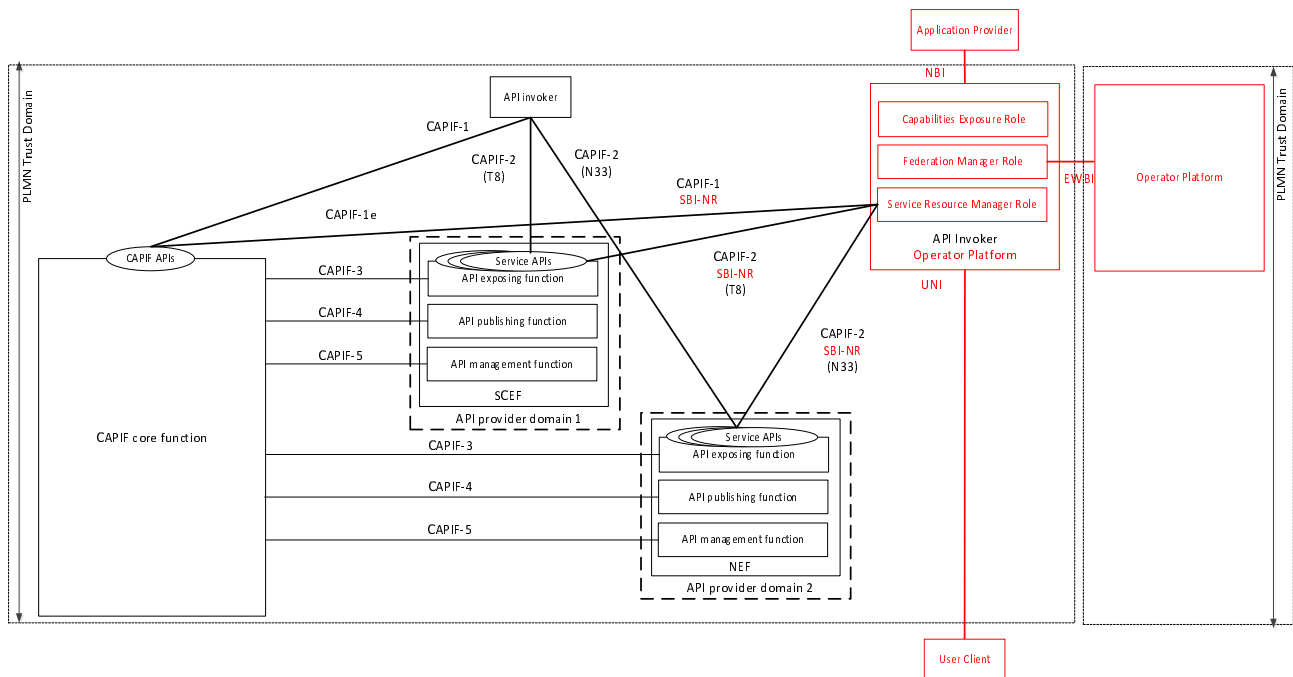 Application Provider
NBI
PLMN Trust Domain
PLMN Trust Domain
API invoker
CAPIF-1
CAPIF-2
(T8)
CAPIF-2
(N33)
Capabilities Exposure Role
Federation Manager Role
EWBI
Operator Platform
CAPIF-1
SBI-NR
Service Resource Manager Role
CAPIF-1e
API Invoker
Operator Platform
UNI
CAPIF APIs
Service APIs
API exposing function
CAPIF-3
CAPIF-2
SBI-NR
(T8)
CAPIF-4
API publishing function
CAPIF-2
SBI-NR
(N33)
CAPIF-5
API management function
SCEF
API provider domain 1
CAPIF core function
CAPIF-3
Service APIs
API exposing function
CAPIF-4
API publishing function
CAPIF-5
API management function
NEF
API provider domain 2
User Client